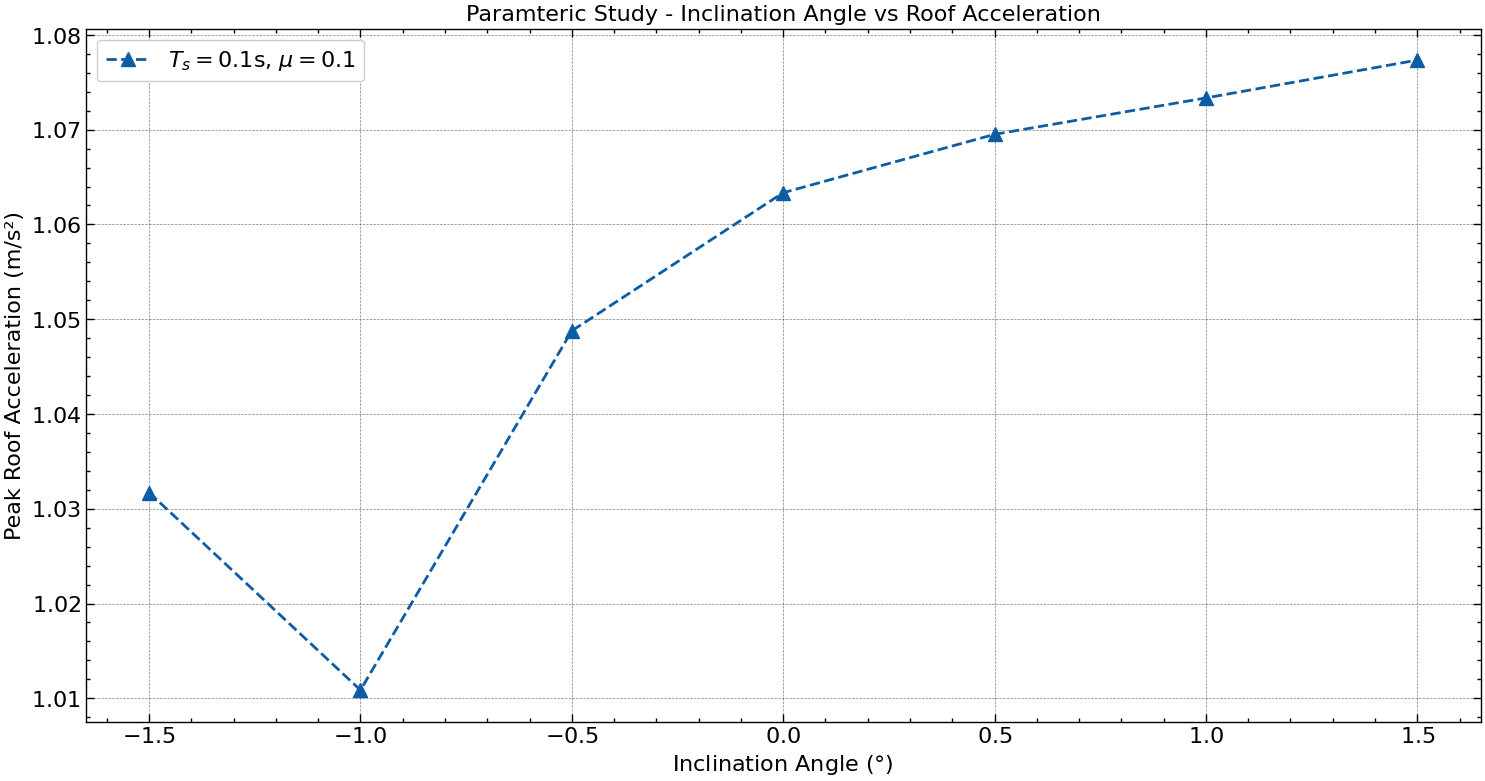 Paramteric Study - Inclination Angle vs Roof Acceleration
1.08
1.07
1.06
1.05
1.04
1.03
1.02
1.01
Peak Roof Acceleration (m/s²)
T_s = 0.1s, μ = 0.1
−1.5 −1.0 −0.5 0.0 0.5 1.0 1.5
Inclination Angle (°)